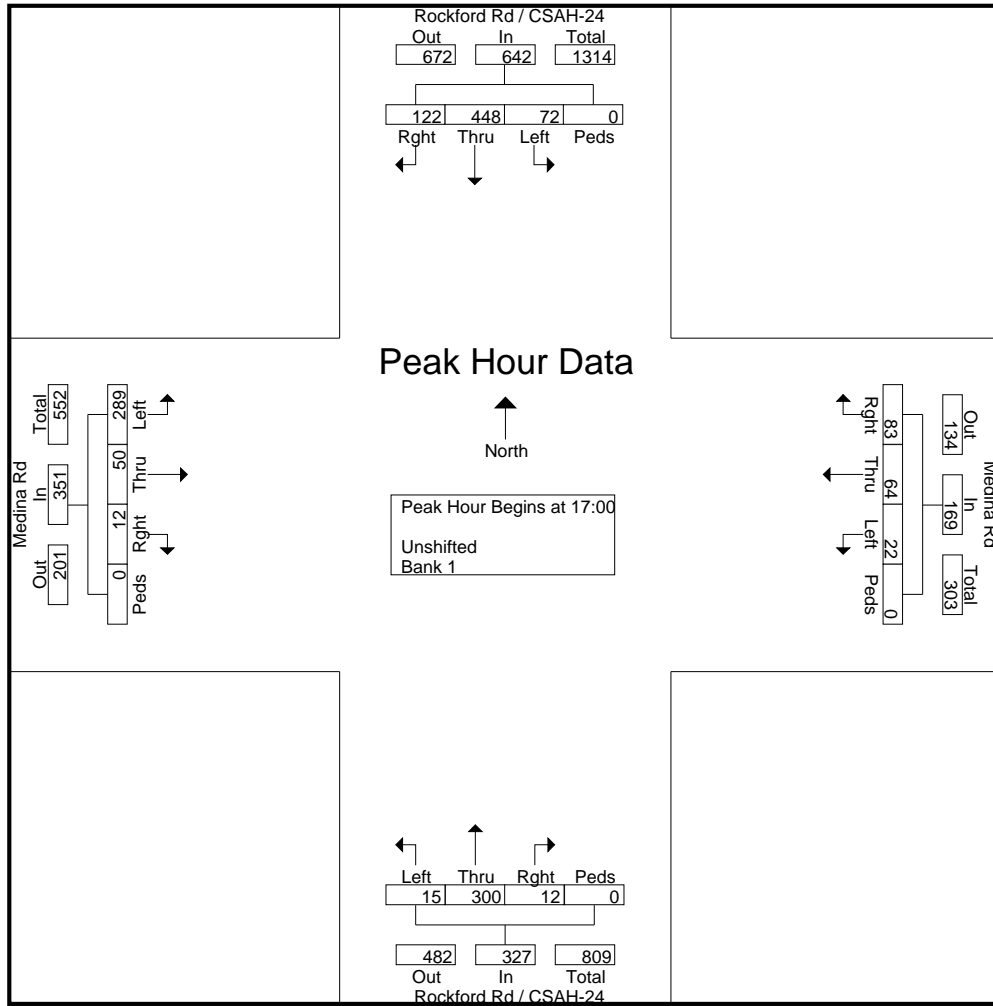 Rockford Rd / CSAH-24
Out In Total
672 642 1314
122 448 72 0
Rght Thru Left Peds
Peak Hour Data
North
Peak Hour Begins at 17:00
Unshifted
Bank 1
Medina Rd
Total In Out
552 351 201
289 50 12 0
Left Thru Rght Peds
Rght Thru Left Peds
83 64 22 0
Out In Total
134 169 303
Medina Rd
Left Thru Rght Peds
15 300 12 0
482 327 809
Out In Total
Rockford Rd / CSAH-24